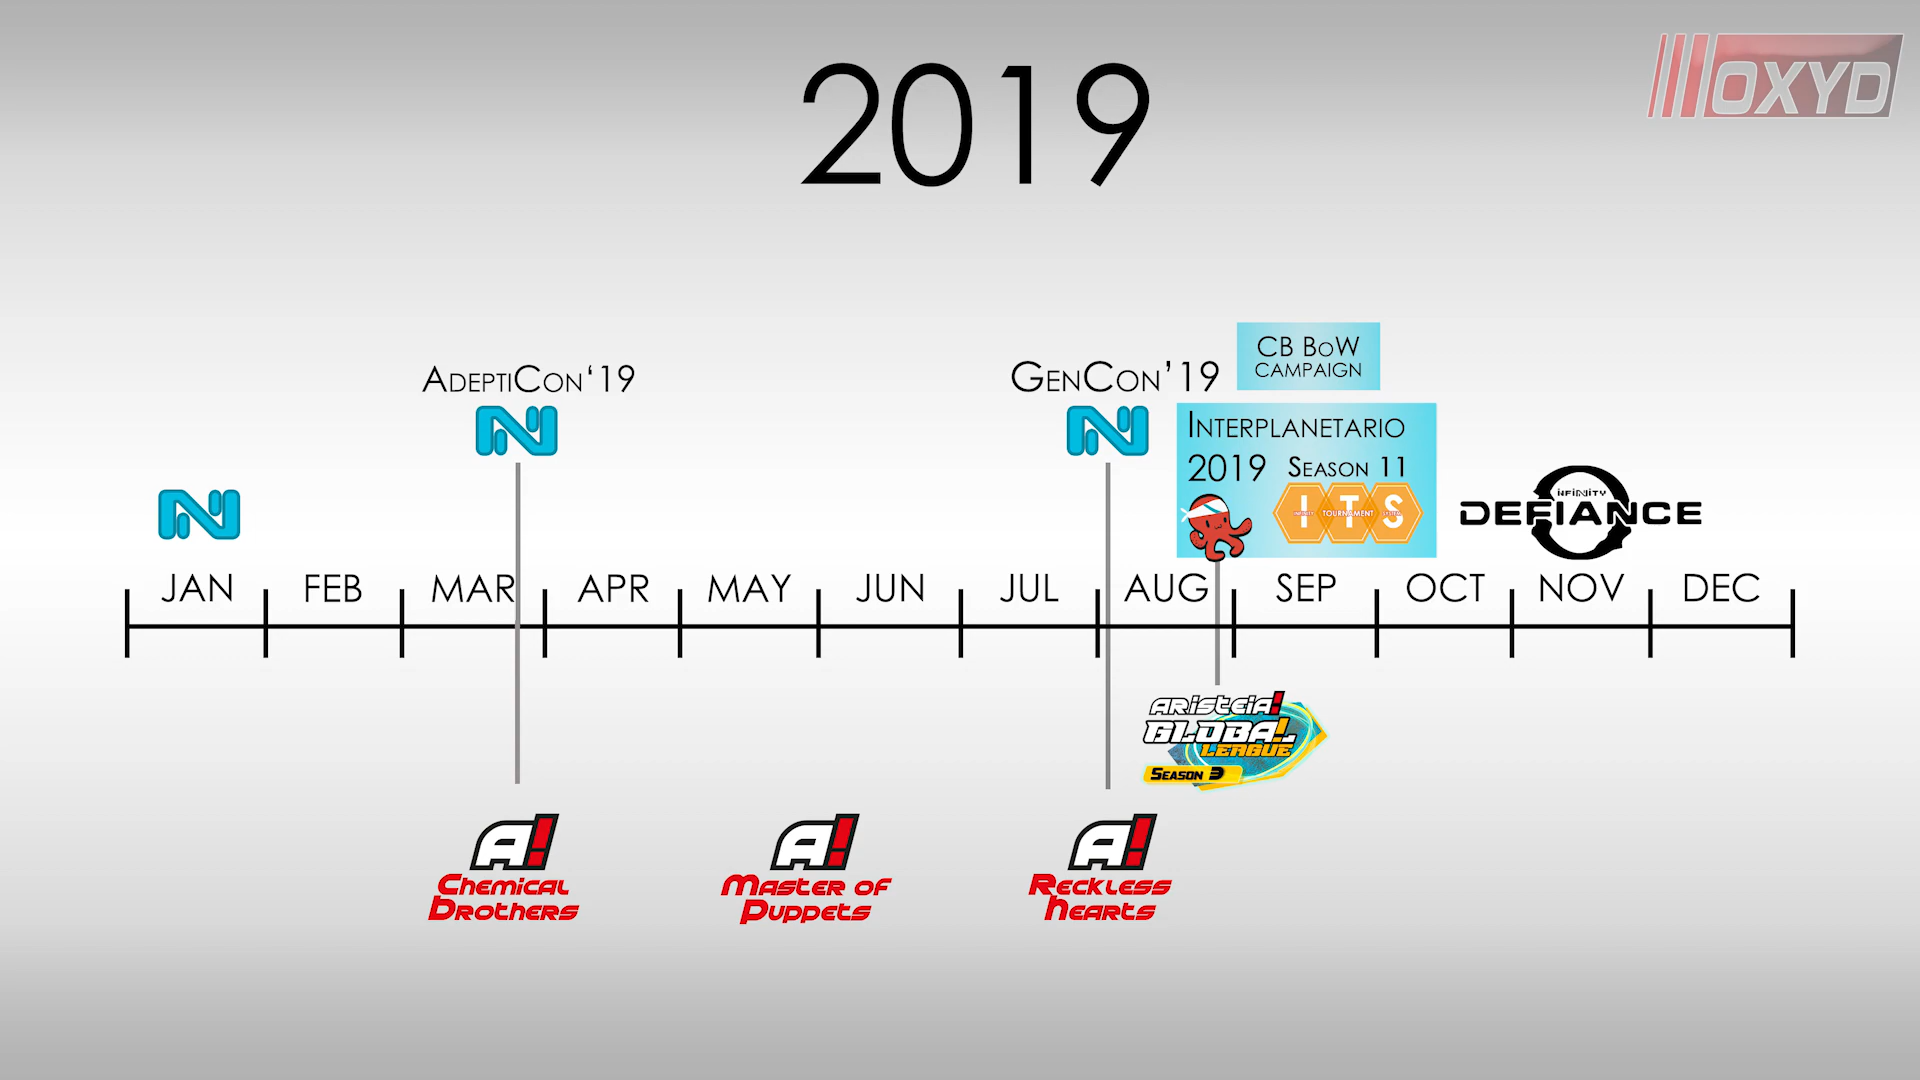 2019
OXYD
CB BoW
CAMPAIGN
AdeptiCon‘19
GenCon’19
Interplanetario
2019 Season 11
I T S
INFINITY TOURNAMENT SYSTEM
N
N
N
INFINITY
DEFIANCE
JAN FEB MAR APR MAY JUN JUL AUG SEP OCT NOV DEC
ARISTEIA!
GLOBAL
LEAGUE
Season 3
A!
Chemical
Brothers
A!
Master of
Puppets
A!
Reckless
Hearts